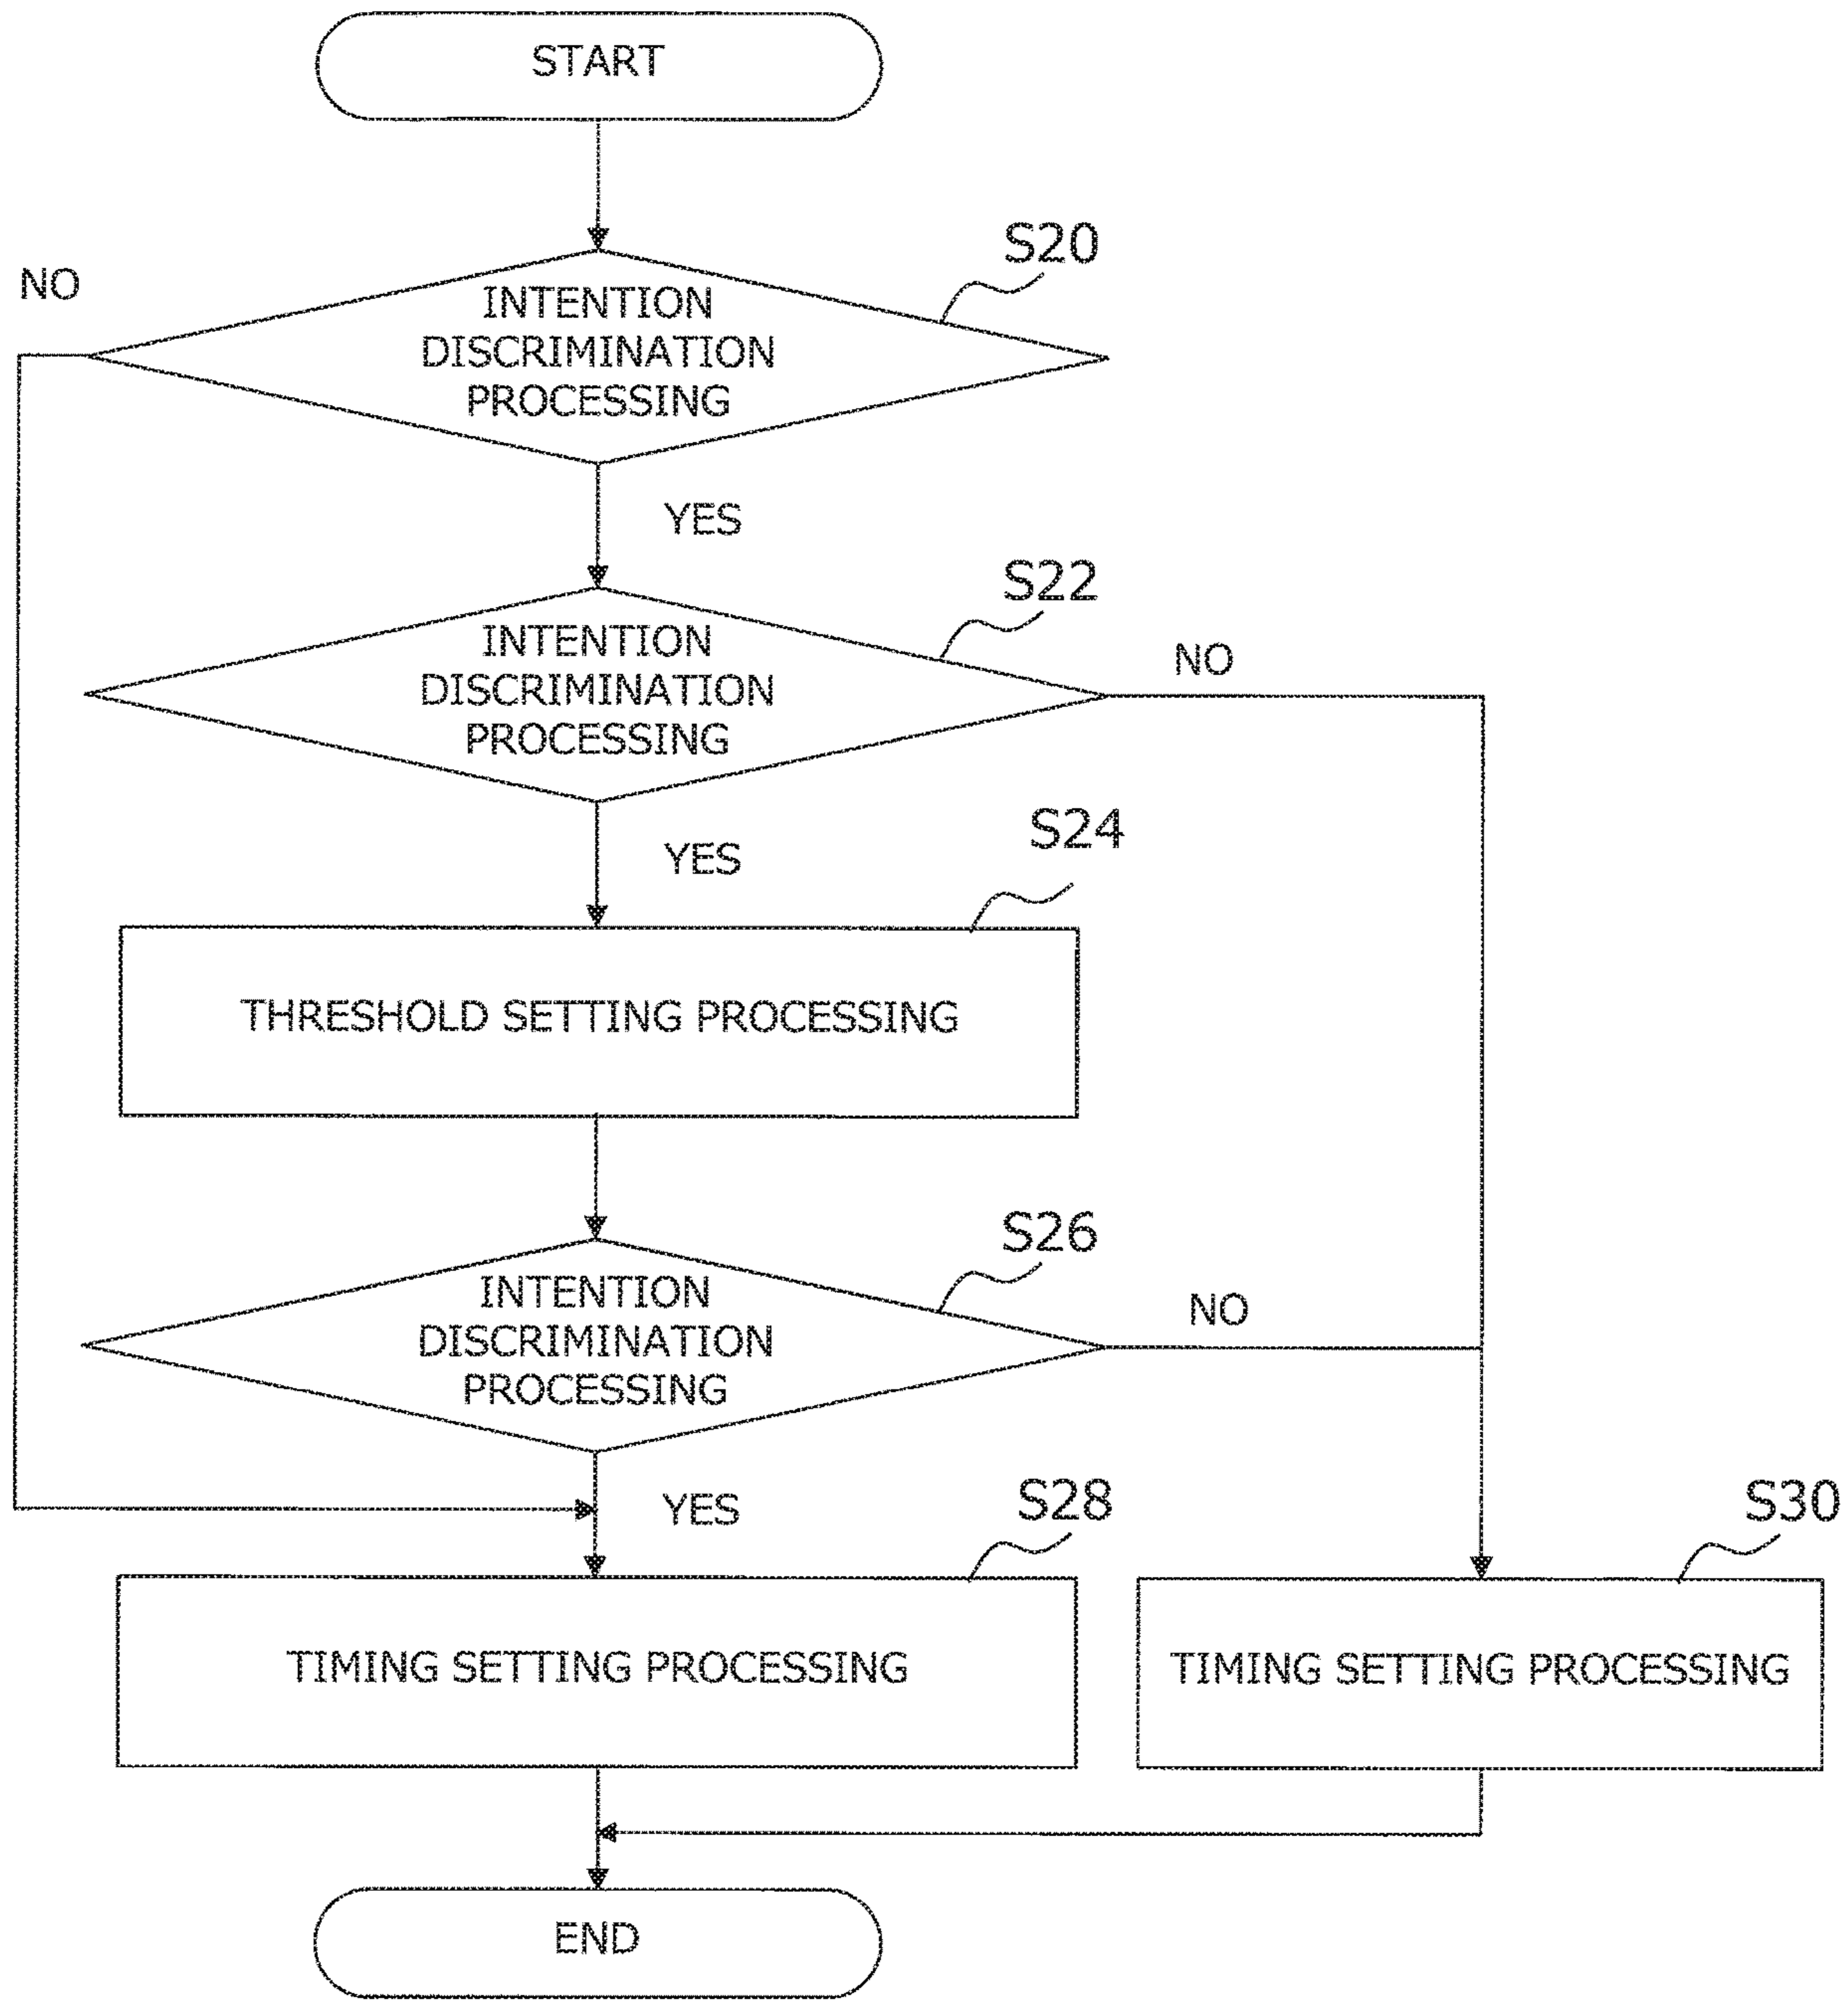 START
S20
NO
INTENTION
DISCRIMINATION
PROCESSING
YES
S22
INTENTION
DISCRIMINATION
PROCESSING
NO
YES
S24
THRESHOLD SETTING PROCESSING
S26
INTENTION
DISCRIMINATION
PROCESSING
NO
YES
S28
S30
TIMING SETTING PROCESSING
TIMING SETTING PROCESSING
END